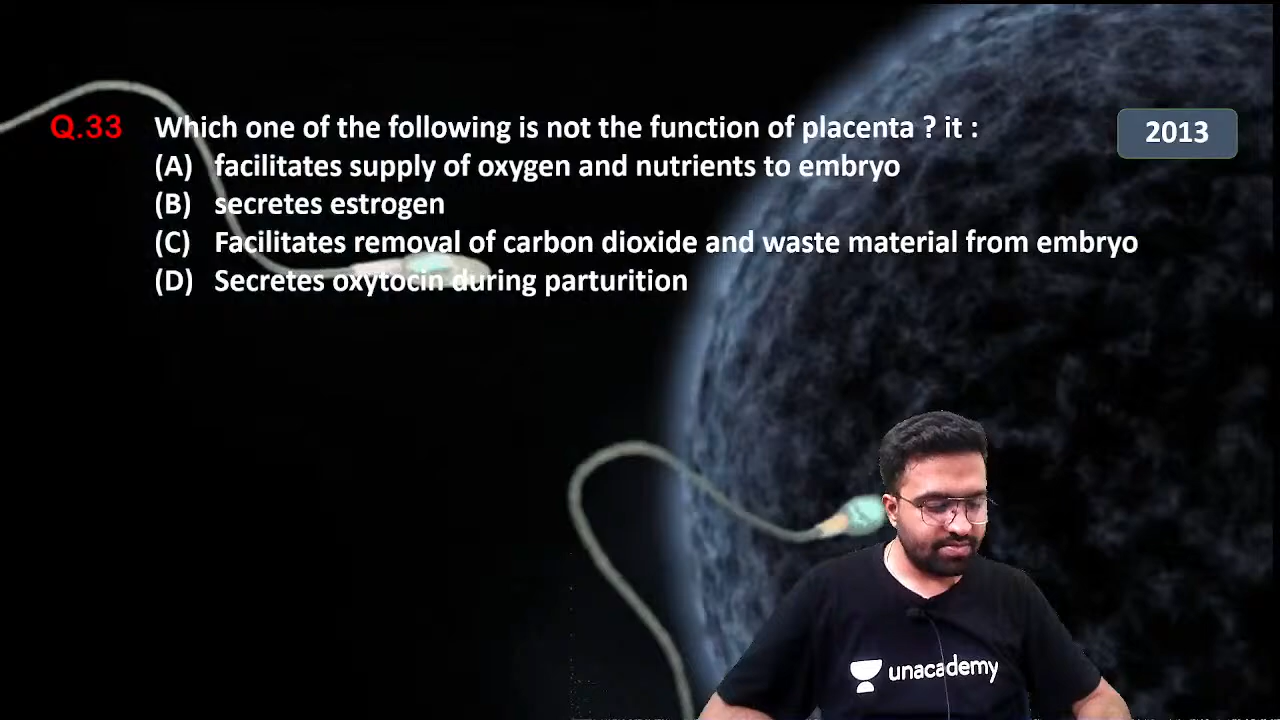 Q.33 Which one of the following is not the function of placenta ? it :
2013
(A) facilitates supply of oxygen and nutrients to embryo
(B) secretes estrogen
(C) Facilitates removal of carbon dioxide and waste material from embryo
(D) Secretes oxytocin during parturition
unacademy